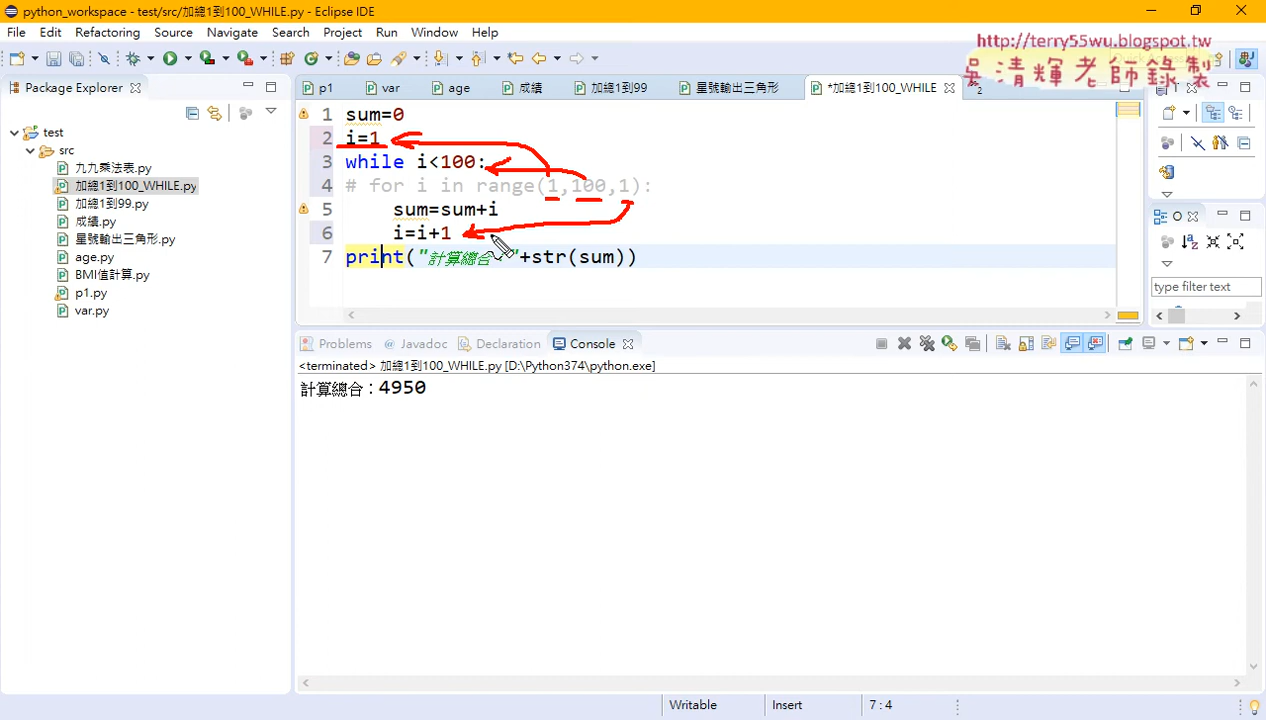 python_workspace - test/src/加總1到100_WHILE.py - Eclipse IDE
File Edit Refactoring Source Navigate Search Project Run Window Help
http://terry55wu.blogspot.tw
吳清輝老師錄製
Package Explorer
p1 var age 成績 加總1到99 星號輸出三角形 *加總1到100_WHILE 2
test
src
九九乘法表.py
加總1到100_WHILE.py
加總1到99.py
成績.py
星號輸出三角形.py
age.py
BMI值計算.py
p1.py
var.py
1 sum=0
2 i=1
3 while i<100:
4 # for i in range(1,100,1):
5 sum=sum+i
6 i=i+1
7 print("計算總合 "+str(sum))
O
type filter text
Problems Javadoc Declaration Console
<terminated> 加總1到100_WHILE.py [D:\Python374\python.exe]
計算總合：4950
Writable Insert 7 : 4